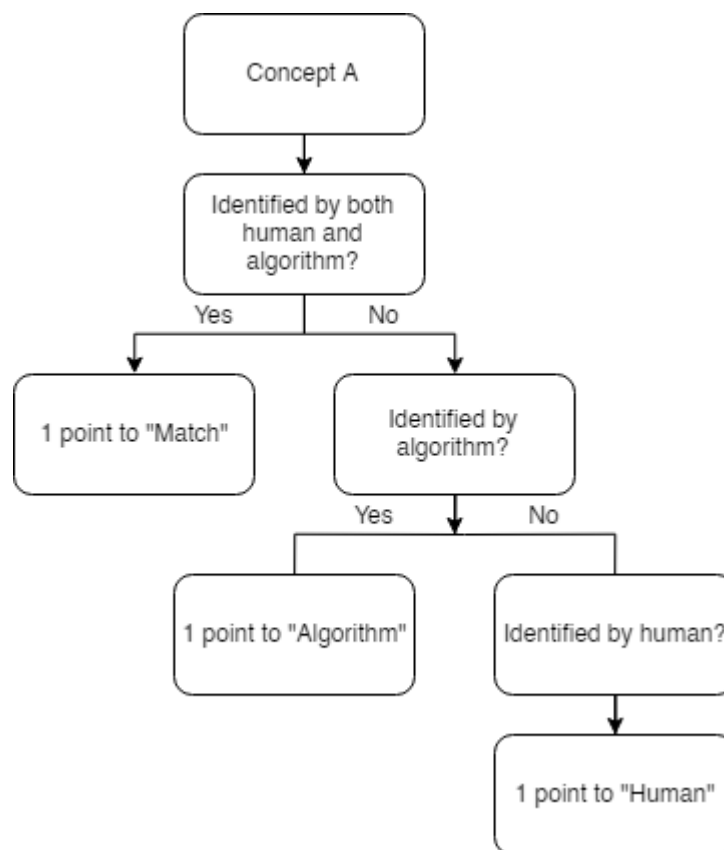 Concept A
Identified by both
human and
algorithm?
Yes
No
1 point to "Match"
Identified by
algorithm?
Yes
No
1 point to "Algorithm"
Identified by human?
1 point to "Human"